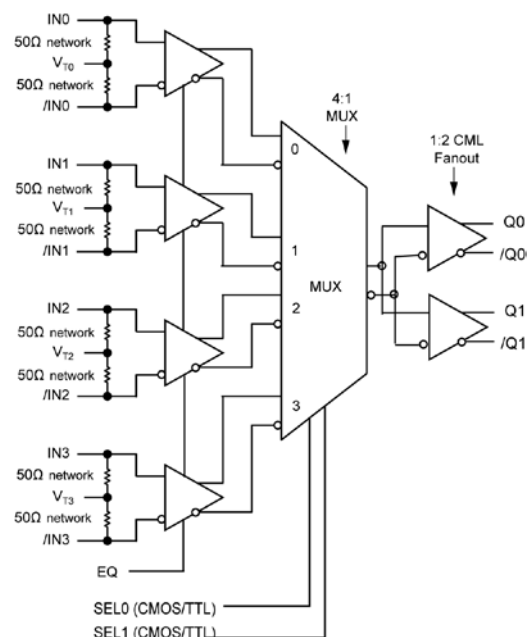 IN0
50Ω network
VT0
50Ω network
/IN0
4:1
MUX
0
1:2 CML
Fanout
IN1
50Ω network
VT1
50Ω network
/IN1
1
Q0
/Q0
MUX
IN2
50Ω network
VT2
50Ω network
/IN2
2
Q1
/Q1
IN3
50Ω network
VT3
50Ω network
/IN3
3
EQ
SEL0 (CMOS/TTL)
SEL1 (CMOS/TTL)